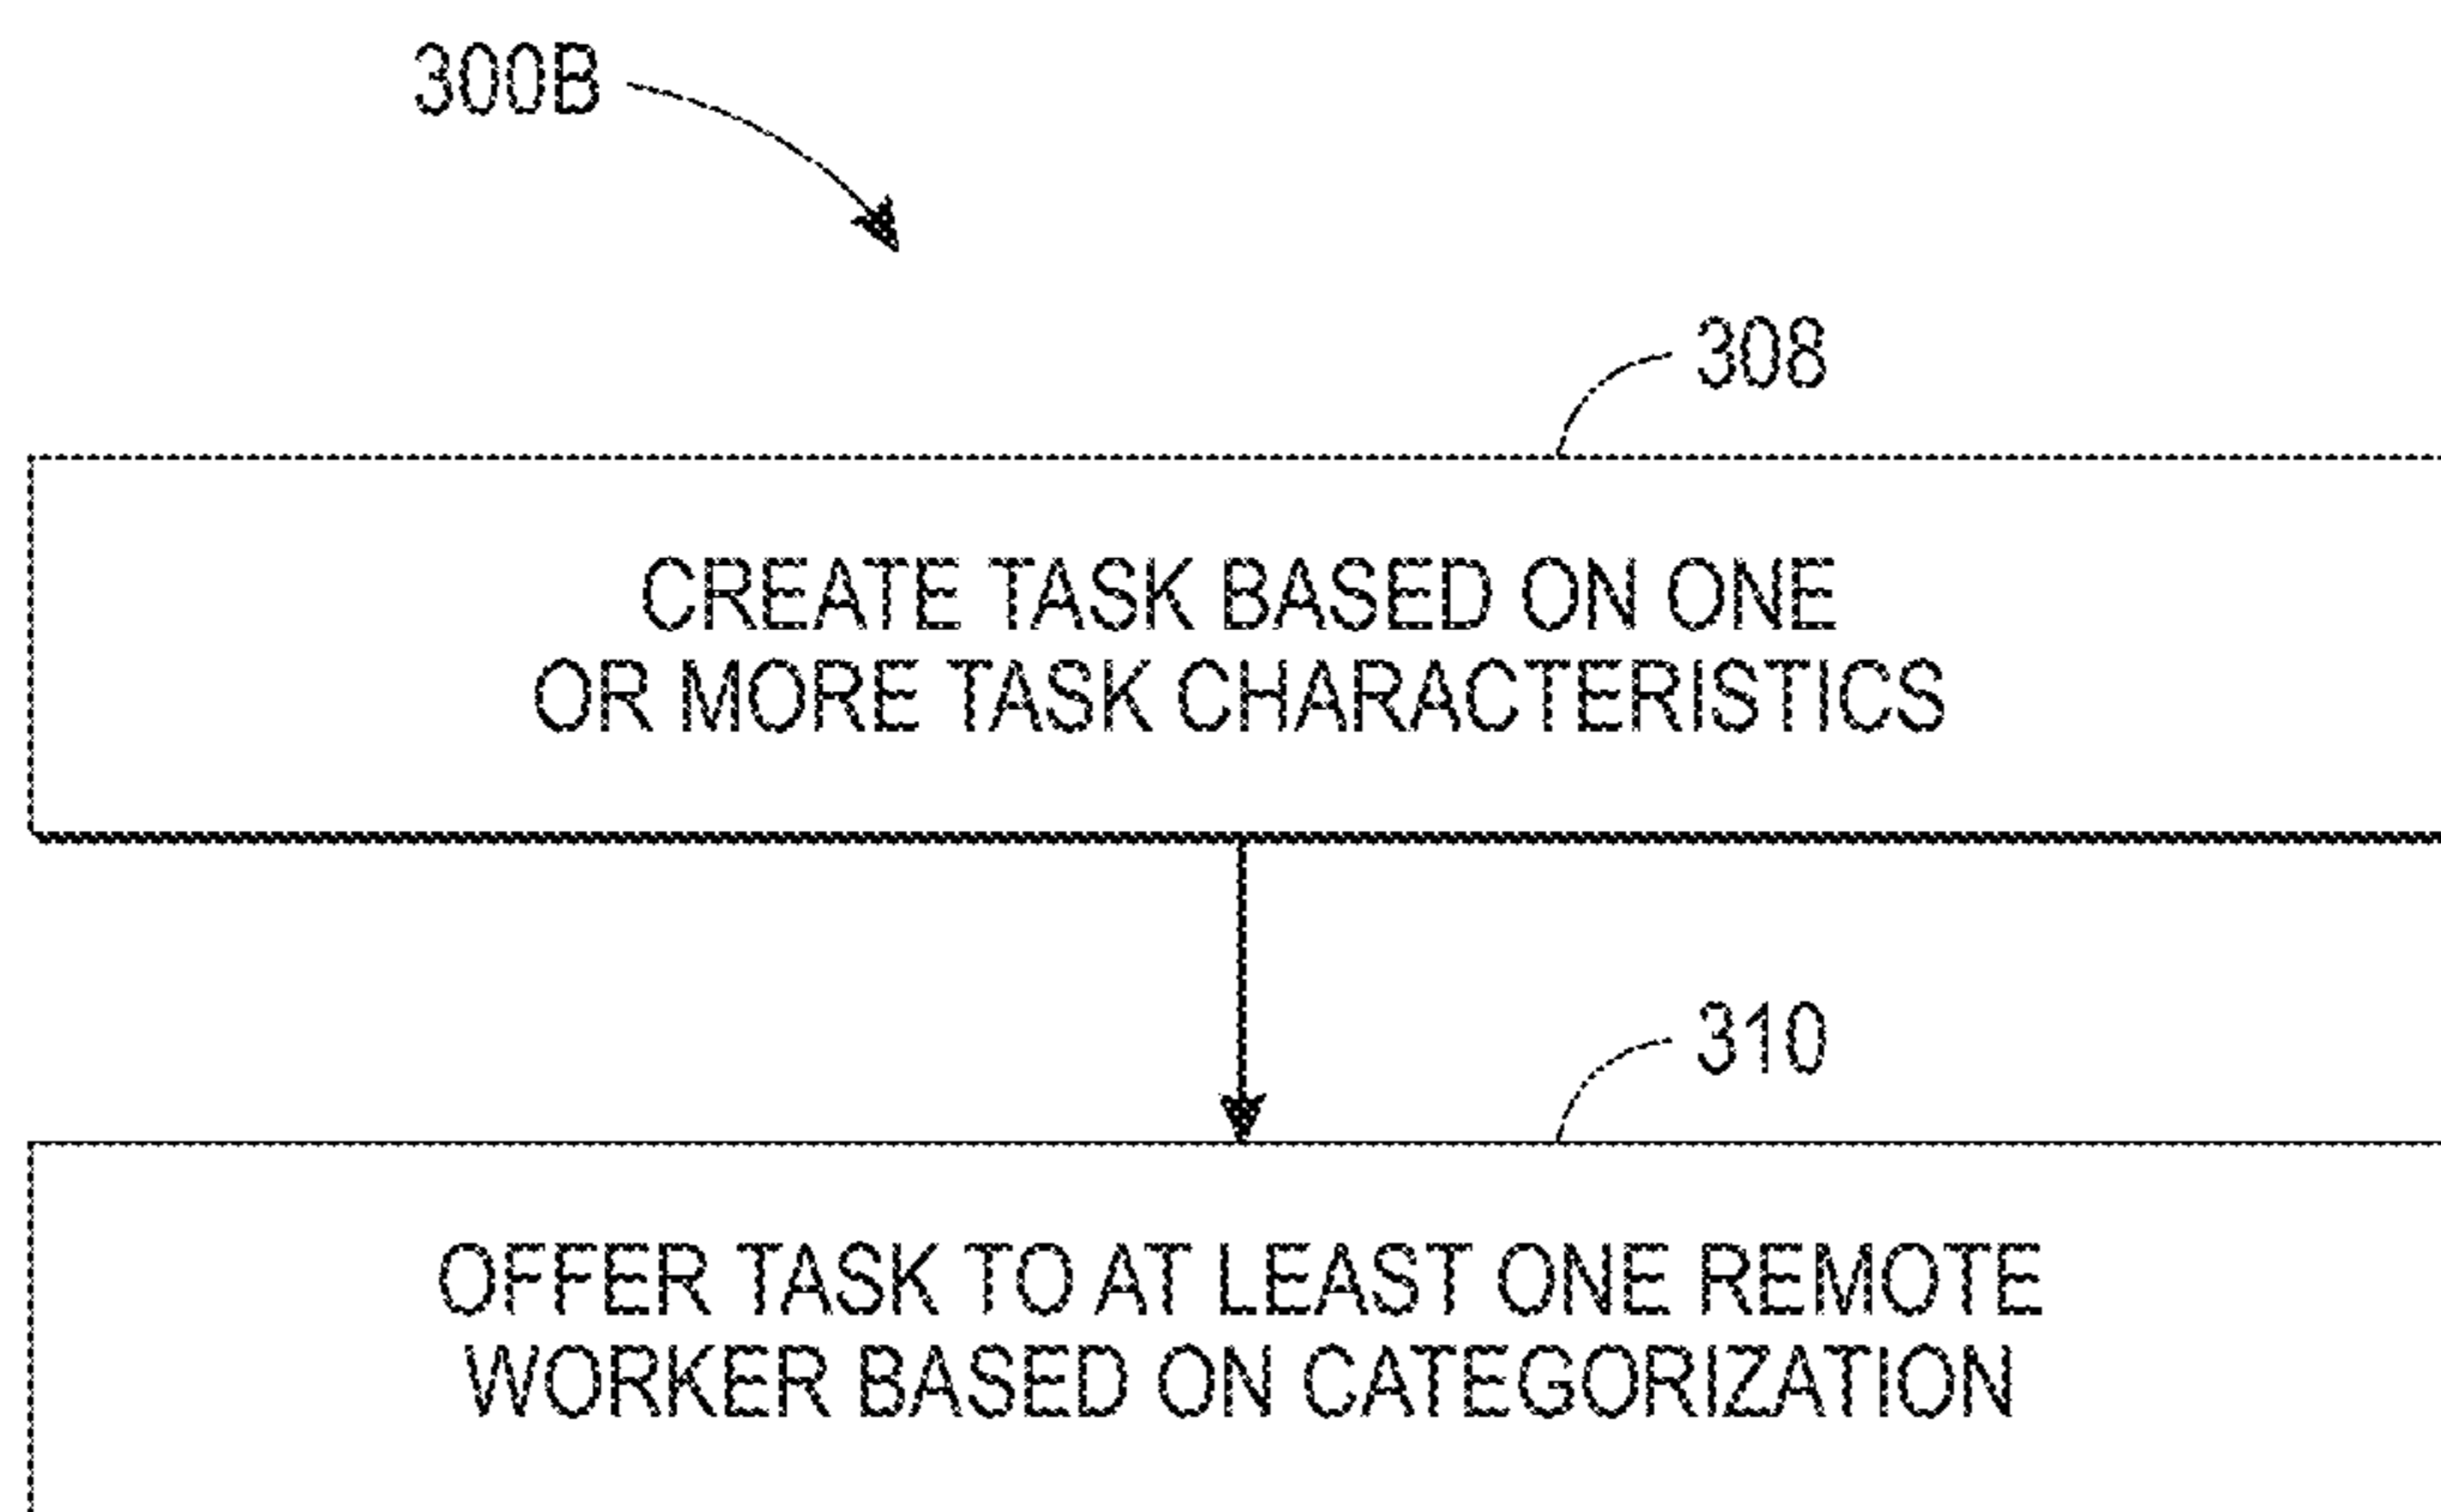 300B
308
CREATE TASK BASED ON ONE
OR MORE TASK CHARACTERISTICS
310
OFFER TASK TO AT LEAST ONE REMOTE
WORKER BASED ON CATEGORIZATION